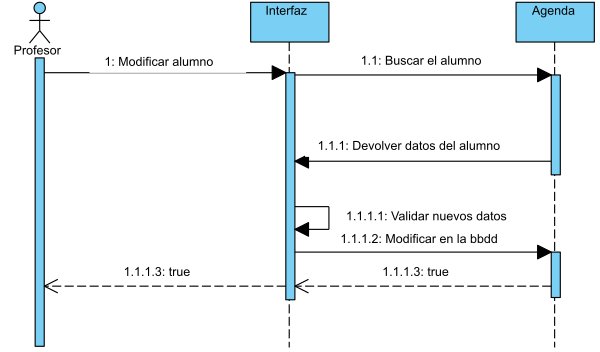 Interfaz
Agenda
Profesor
1: Modificar alumno
1.1: Buscar el alumno
1.1.1: Devolver datos del alumno
1.1.1.1: Validar nuevos datos
1.1.1.2: Modificar en la bbdd
1.1.1.3: true
1.1.1.3: true